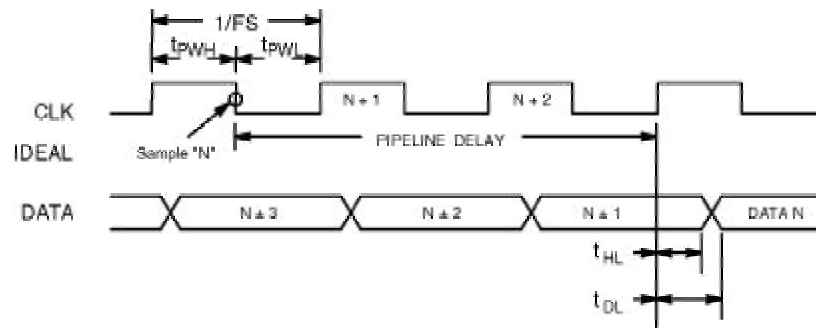 1/FS
tPWH tPWL
CLK
N + 1
N + 2
Sample "N"
PIPELINE DELAY
IDEAL
DATA
N ± 3
N ± 2
N ± 1
DATA N
tHL
tDL